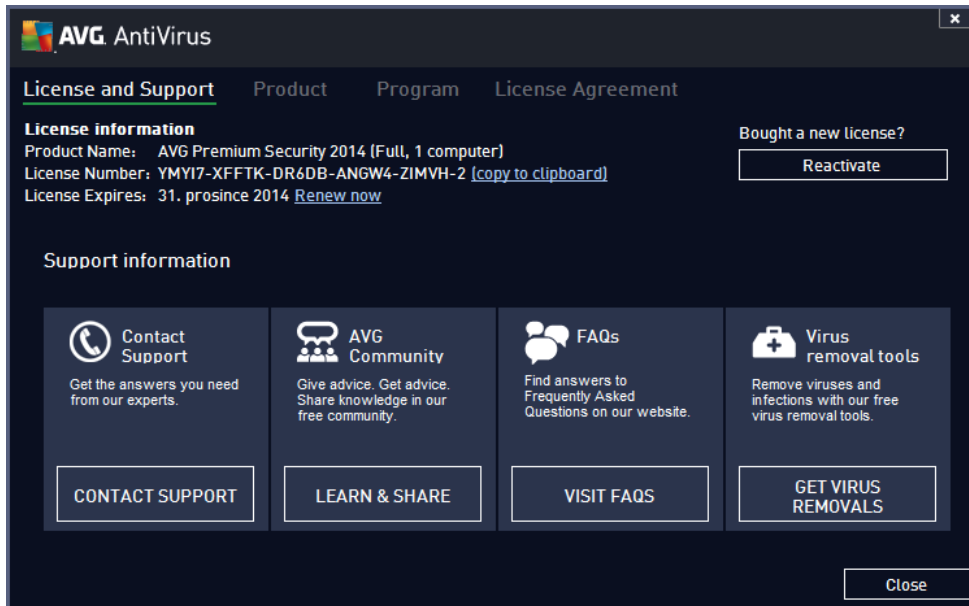 AVG. AntiVirus
License and Support Product Program License Agreement
License information
Product Name: AVG Premium Security 2014 (Full, 1 computer)
License Number: YMYI7-XFFTK-DR6DB-ANGW4-ZIMVH-2 (copy to clipboard)
License Expires: 31. prosince 2014 Renew now
Bought a new license?
Reactivate
Support information
Contact
Support
Get the answers you need
from our experts.
CONTACT SUPPORT
AVG
Community
Give advice. Get advice.
Share knowledge in our
free community.
LEARN & SHARE
FAQs
Find answers to
Frequently Asked
Questions on our website.
VISIT FAQS
Virus
removal tools
Remove viruses and
infections with our free
virus removal tools.
GET VIRUS
REMOVALS
Close